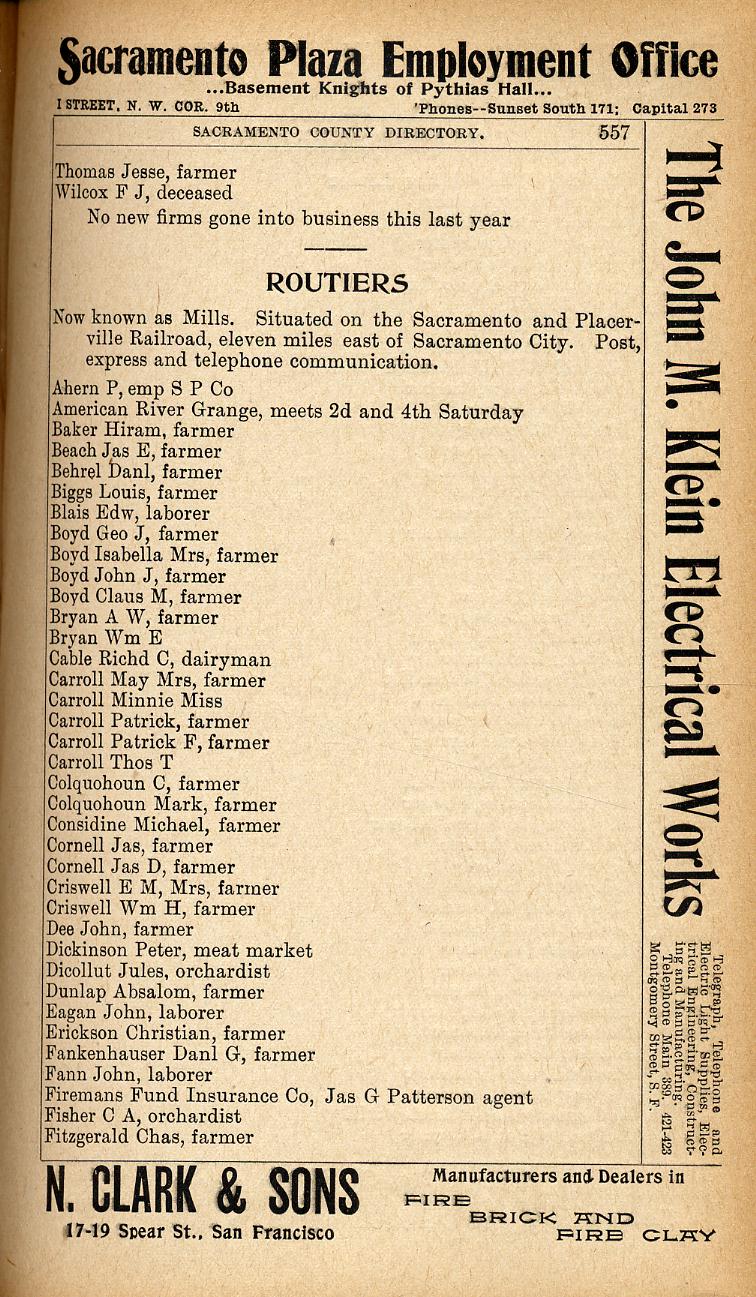 Sacramento Plaza Employment Office
...Basement Knights of Pythias Hall...
I STREET, N. W. COR. 9th 'Phones--Sunset South 171; Capital 273
SACRAMENTO COUNTY DIRECTORY. 557
Thomas Jesse, farmer
Wilcox F J, deceased
No new firms gone into business this last year
ROUTIERS
Now known as Mills. Situated on the Sacramento and Placer-
ville Railroad, eleven miles east of Sacramento City. Post,
express and telephone communication.
Ahern P, emp S P Co
American River Grange, meets 2d and 4th Saturday
Baker Hiram, farmer
Beach Jas E, farmer
Behrel Danl, farmer
Biggs Louis, farmer
Blais Edw, laborer
Boyd Geo J, farmer
Boyd Isabella Mrs, farmer
Boyd John J, farmer
Boyd Claus M, farmer
Bryan A W, farmer
Bryan Wm E
Cable Richd C, dairyman
Carroll May Mrs, farmer
Carroll Minnie Miss
Carroll Patrick, farmer
Carroll Patrick F, farmer
Carroll Thos T
Colquohoun C, farmer
Colquohoun Mark, farmer
Considine Michael, farmer
Cornell Jas, farmer
Cornell Jas D, farmer
Criswell E M, Mrs, farmer
Criswell Wm H, farmer
Dee John, farmer
Dickinson Peter, meat market
Dicollut Jules, orchardist
Dunlap Absalom, farmer
Eagan John, laborer
Erickson Christian, farmer
Fankenhauser Danl G, farmer
Fann John, laborer
Firemans Fund Insurance Co, Jas G Patterson agent
Fisher C A, orchardist
Fitzgerald Chas, farmer
The John M. Klein Electrical Works
Telegraph, Telephone and
Electric Light Supplies, Elec-
trical Engineering, Construct-
ing and Manufacturing.
Telephone Main 389. 421-423
Montgomery Street, S. F.
N. CLARK & SONS
17-19 Spear St., San Francisco
Manufacturers and Dealers in
FIRE
BRICK AND
FIRE CLAY